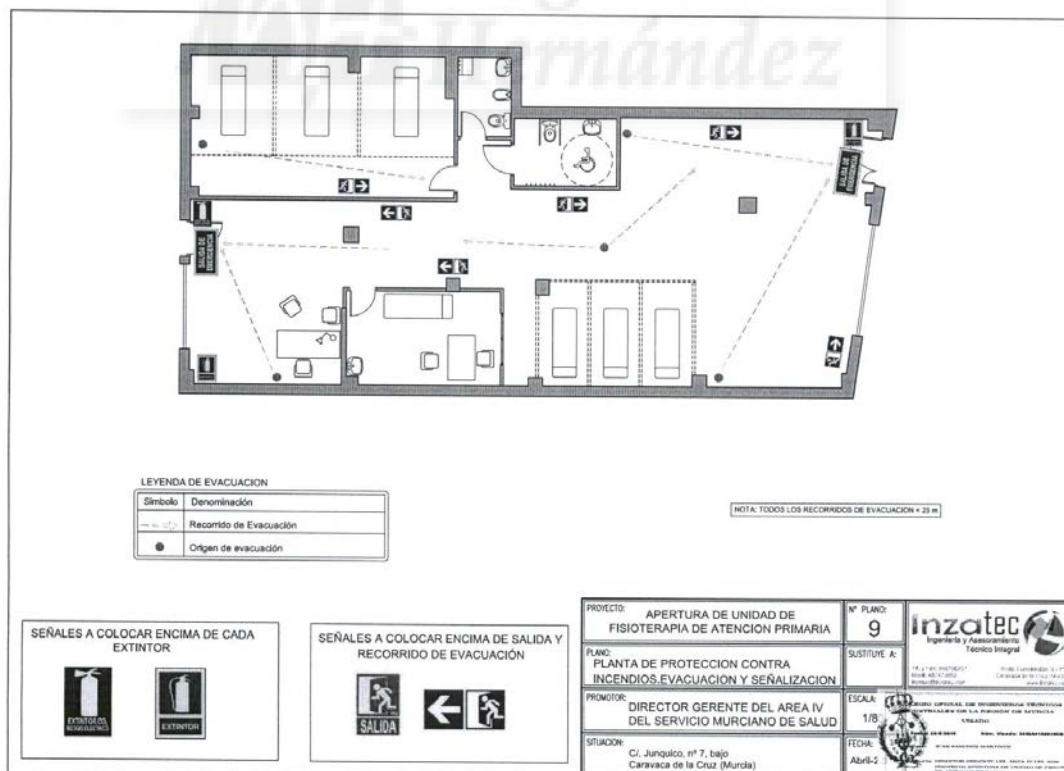 Hernández
SALIDA DE
EMERGENCIA
SALIDA DE
EMERGENCIA
LEYENDA DE EVACUACION
Símbolo Denominación
Recorrido de Evacuación
Origen de evacuación
NOTA: TODOS LOS RECORRIDOS DE EVACUACIÓN < 25 m
SEÑALES A COLOCAR ENCIMA DE CADA
EXTINTOR
EXTINTOR
SEÑALES A COLOCAR ENCIMA DE SALIDA Y
RECORRIDO DE EVACUACIÓN
SALIDA
PROYECTO: APERTURA DE UNIDAD DE
FISIOTERAPIA DE ATENCION PRIMARIA
Nº PLANO:
9
PLANO:
PLANTA DE PROTECCION CONTRA
INCENDIOS,EVACUACION Y SEÑALIZACION
SUSTITUYE A:
PROMOTOR: DIRECTOR GERENTE DEL AREA IV
DEL SERVICIO MURCIANO DE SALUD
ESCALA:
SITUACION:
C/. Junquico, nº 7, bajo
Caravaca de la Cruz (Murcia)
FECHA:
Inzatec
Ingeniería y Asesoramiento
Técnico Integral